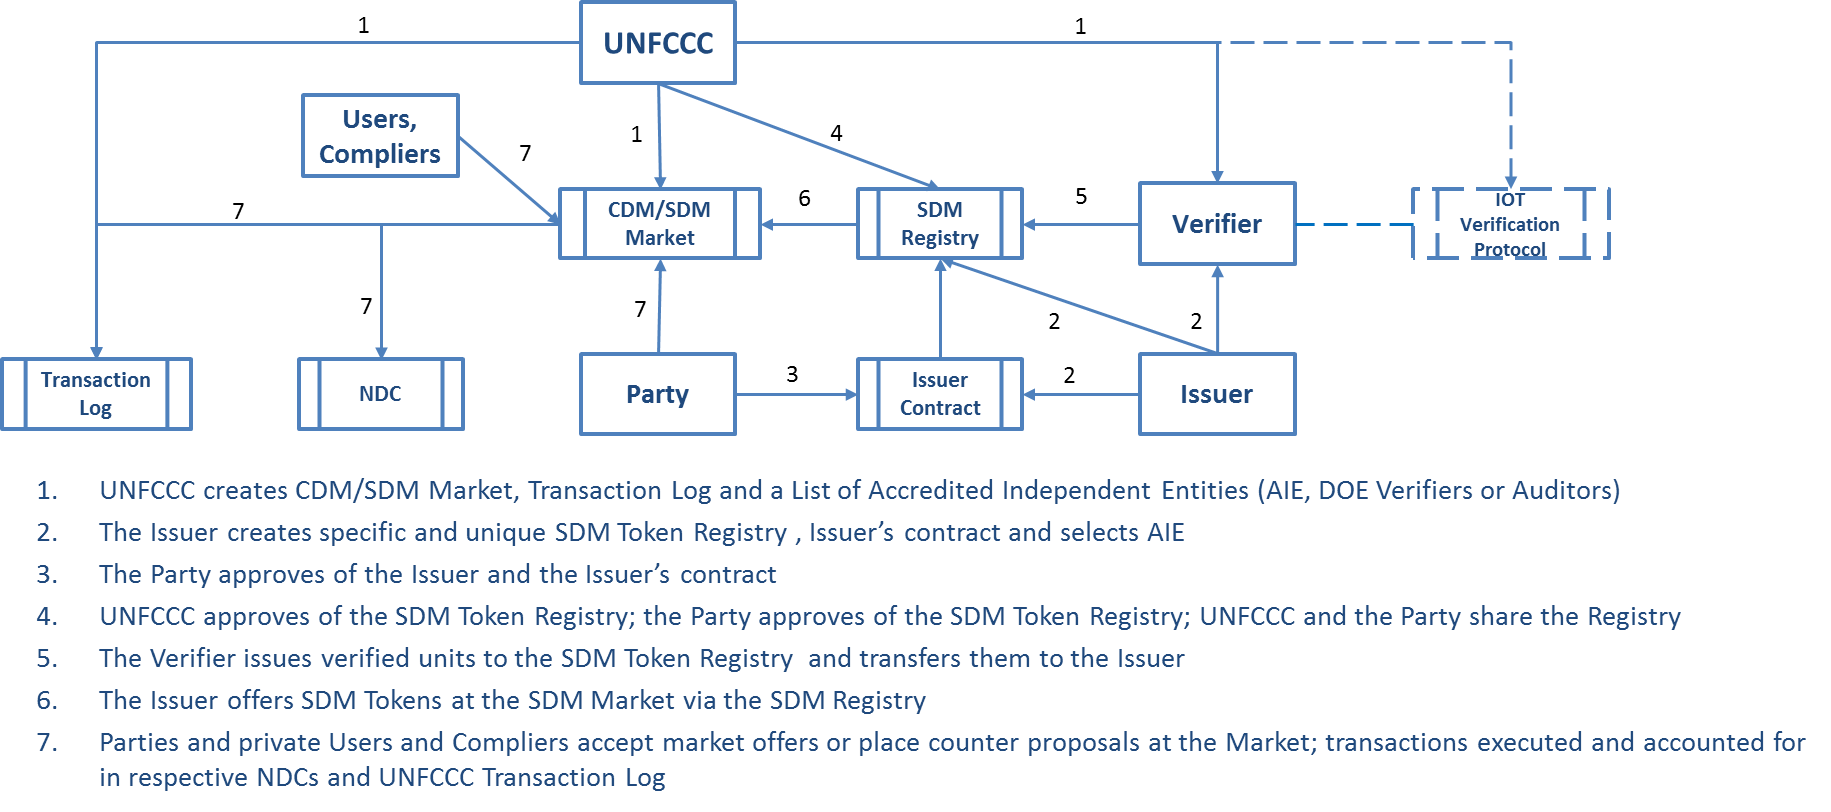 1
UNFCCC
1
Users,
Compliers
7
1
4
7
CDM/SDM
Market
6
SDM
Registry
5
Verifier
IOT
Verification
Protocol
7
7
2
2
Transaction
Log
NDC
Party
3
Issuer
Contract
2
Issuer
1. UNFCCC creates CDM/SDM Market, Transaction Log and a List of Accredited Independent Entities (AIE, DOE Verifiers or Auditors)
2. The Issuer creates specific and unique SDM Token Registry , Issuer’s contract and selects AIE
3. The Party approves of the Issuer and the Issuer’s contract
4. UNFCCC approves of the SDM Token Registry; the Party approves of the SDM Token Registry; UNFCCC and the Party share the Registry
5. The Verifier issues verified units to the SDM Token Registry  and transfers them to the Issuer
6. The Issuer offers SDM Tokens at the SDM Market via the SDM Registry
7. Parties and private Users and Compliers accept market offers or place counter proposals at the Market; transactions executed and accounted for
in respective NDCs and UNFCCC Transaction Log